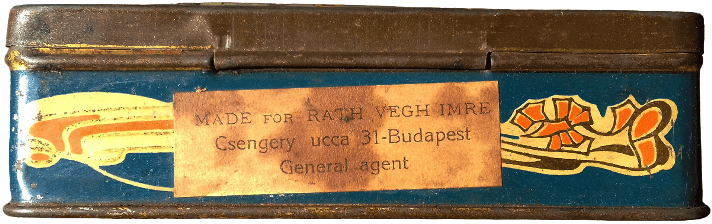 MADE FOR RATH VEGH IMRE
Csengery ucca 31-Budapest
General agent